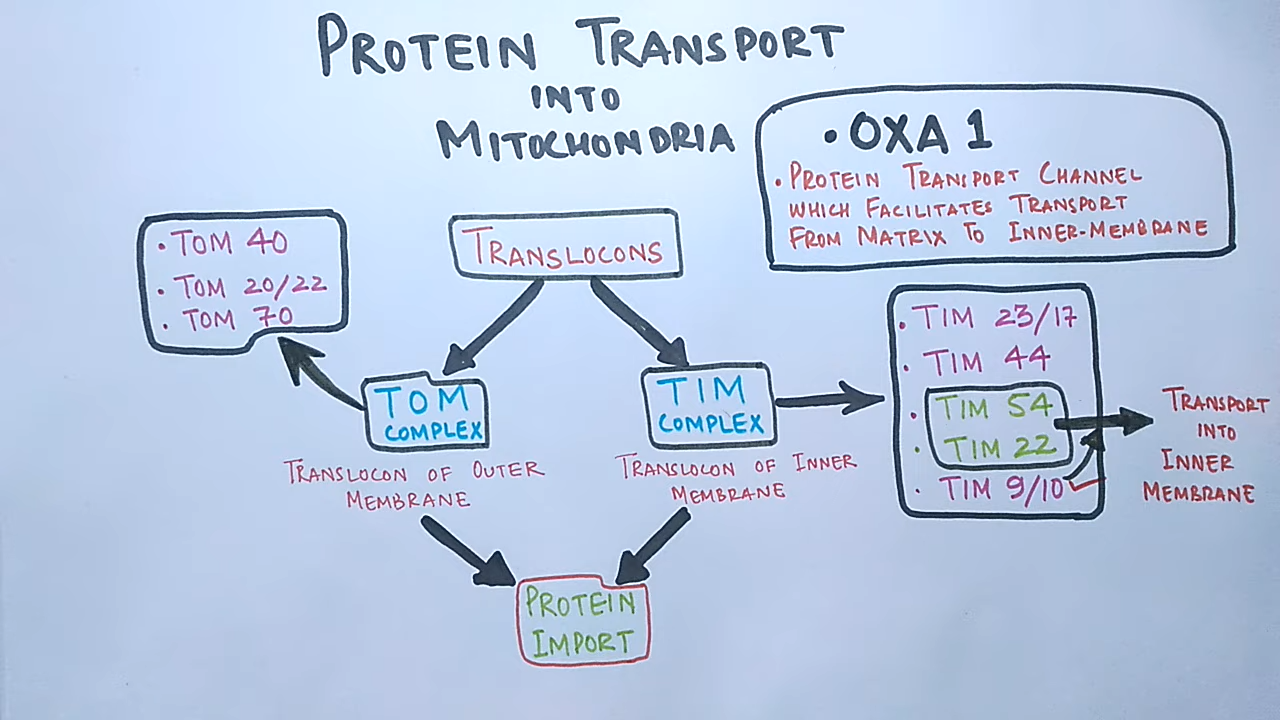 PROTEIN TRANSPORT
INTO
MITOCHONDRIA
• OXA 1
• PROTEIN TRANSPORT CHANNEL
WHICH FACILITATES TRANSPORT
FROM MATRIX TO INNER-MEMBRANE
• TOM 40
• TOM 20/22
• TOM 70
TRANSLOCONS
TOM
COMPLEX
TRANSLOCON OF OUTER
MEMBRANE
TIM
COMPLEX
TRANSLOCON OF INNER
MEMBRANE
• TIM 23/17
• TIM 44
• TIM 54
• TIM 22
• TIM 9/10
TRANSPORT
INTO
INNER
MEMBRANE
PROTEIN
IMPORT